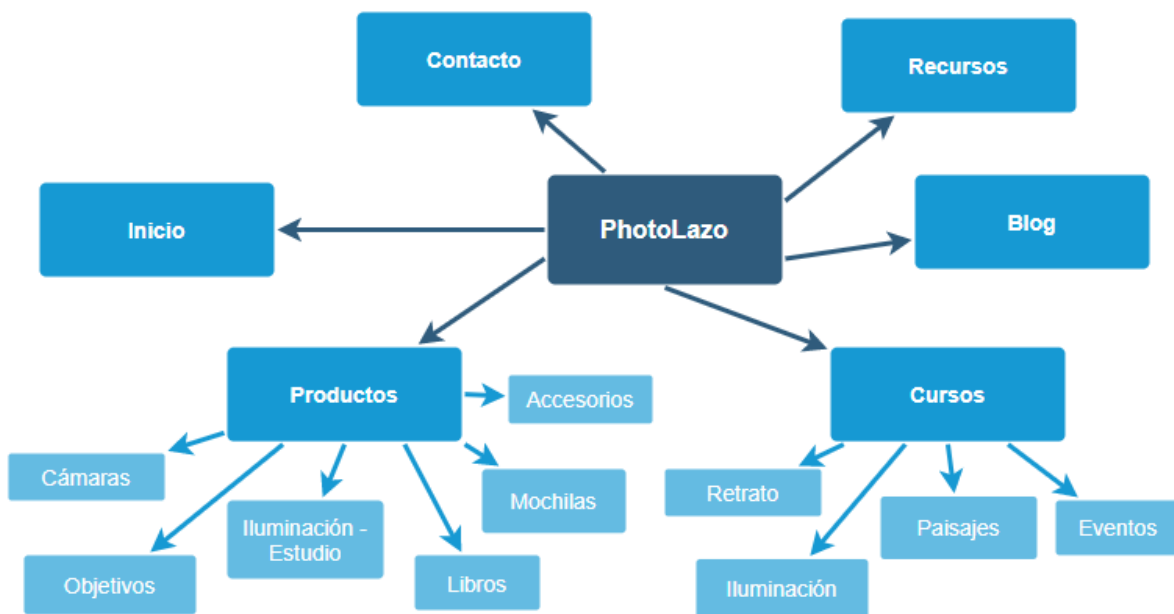 Contacto
Recursos
Inicio
PhotoLazo
Blog
Productos
Accesorios
Cursos
Cámaras
Mochilas
Retrato
Iluminación -
Estudio
Paisajes
Eventos
Objetivos
Libros
Iluminación